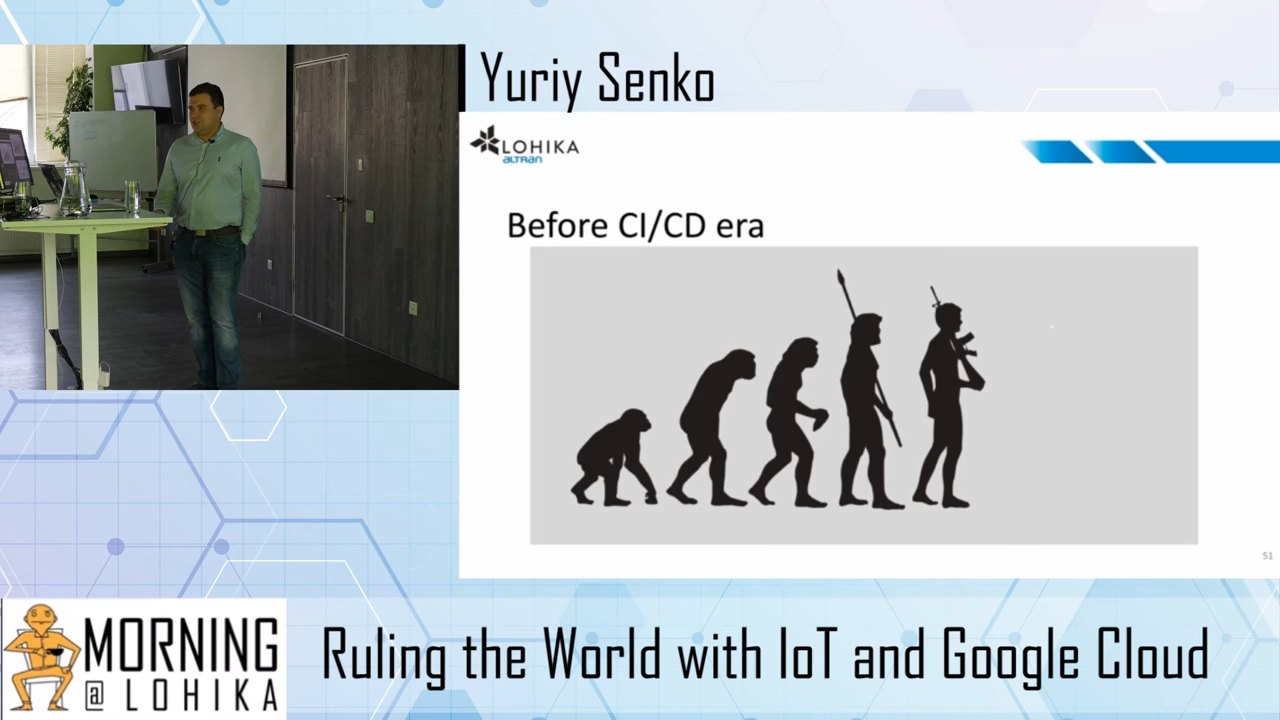 Yuriy Senko
LOHIKA
altran
Before CI/CD era
51
MORNING
@ LOHIKA
Ruling the World with IoT and Google Cloud